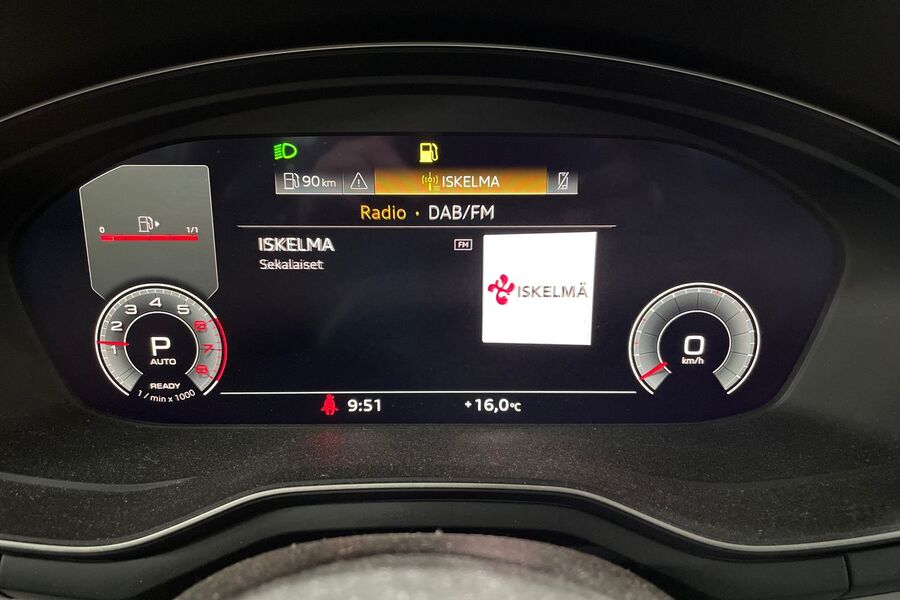 90 km
ISKELMA
Radio • DAB/FM
0 1/1
ISKELMA
FM
Sekalaiset
ISKELMÄ
1 2 3 4 5 6 7 8
P
AUTO
READY
1/min x 1000
0
km/h
9:51
+16,0°C